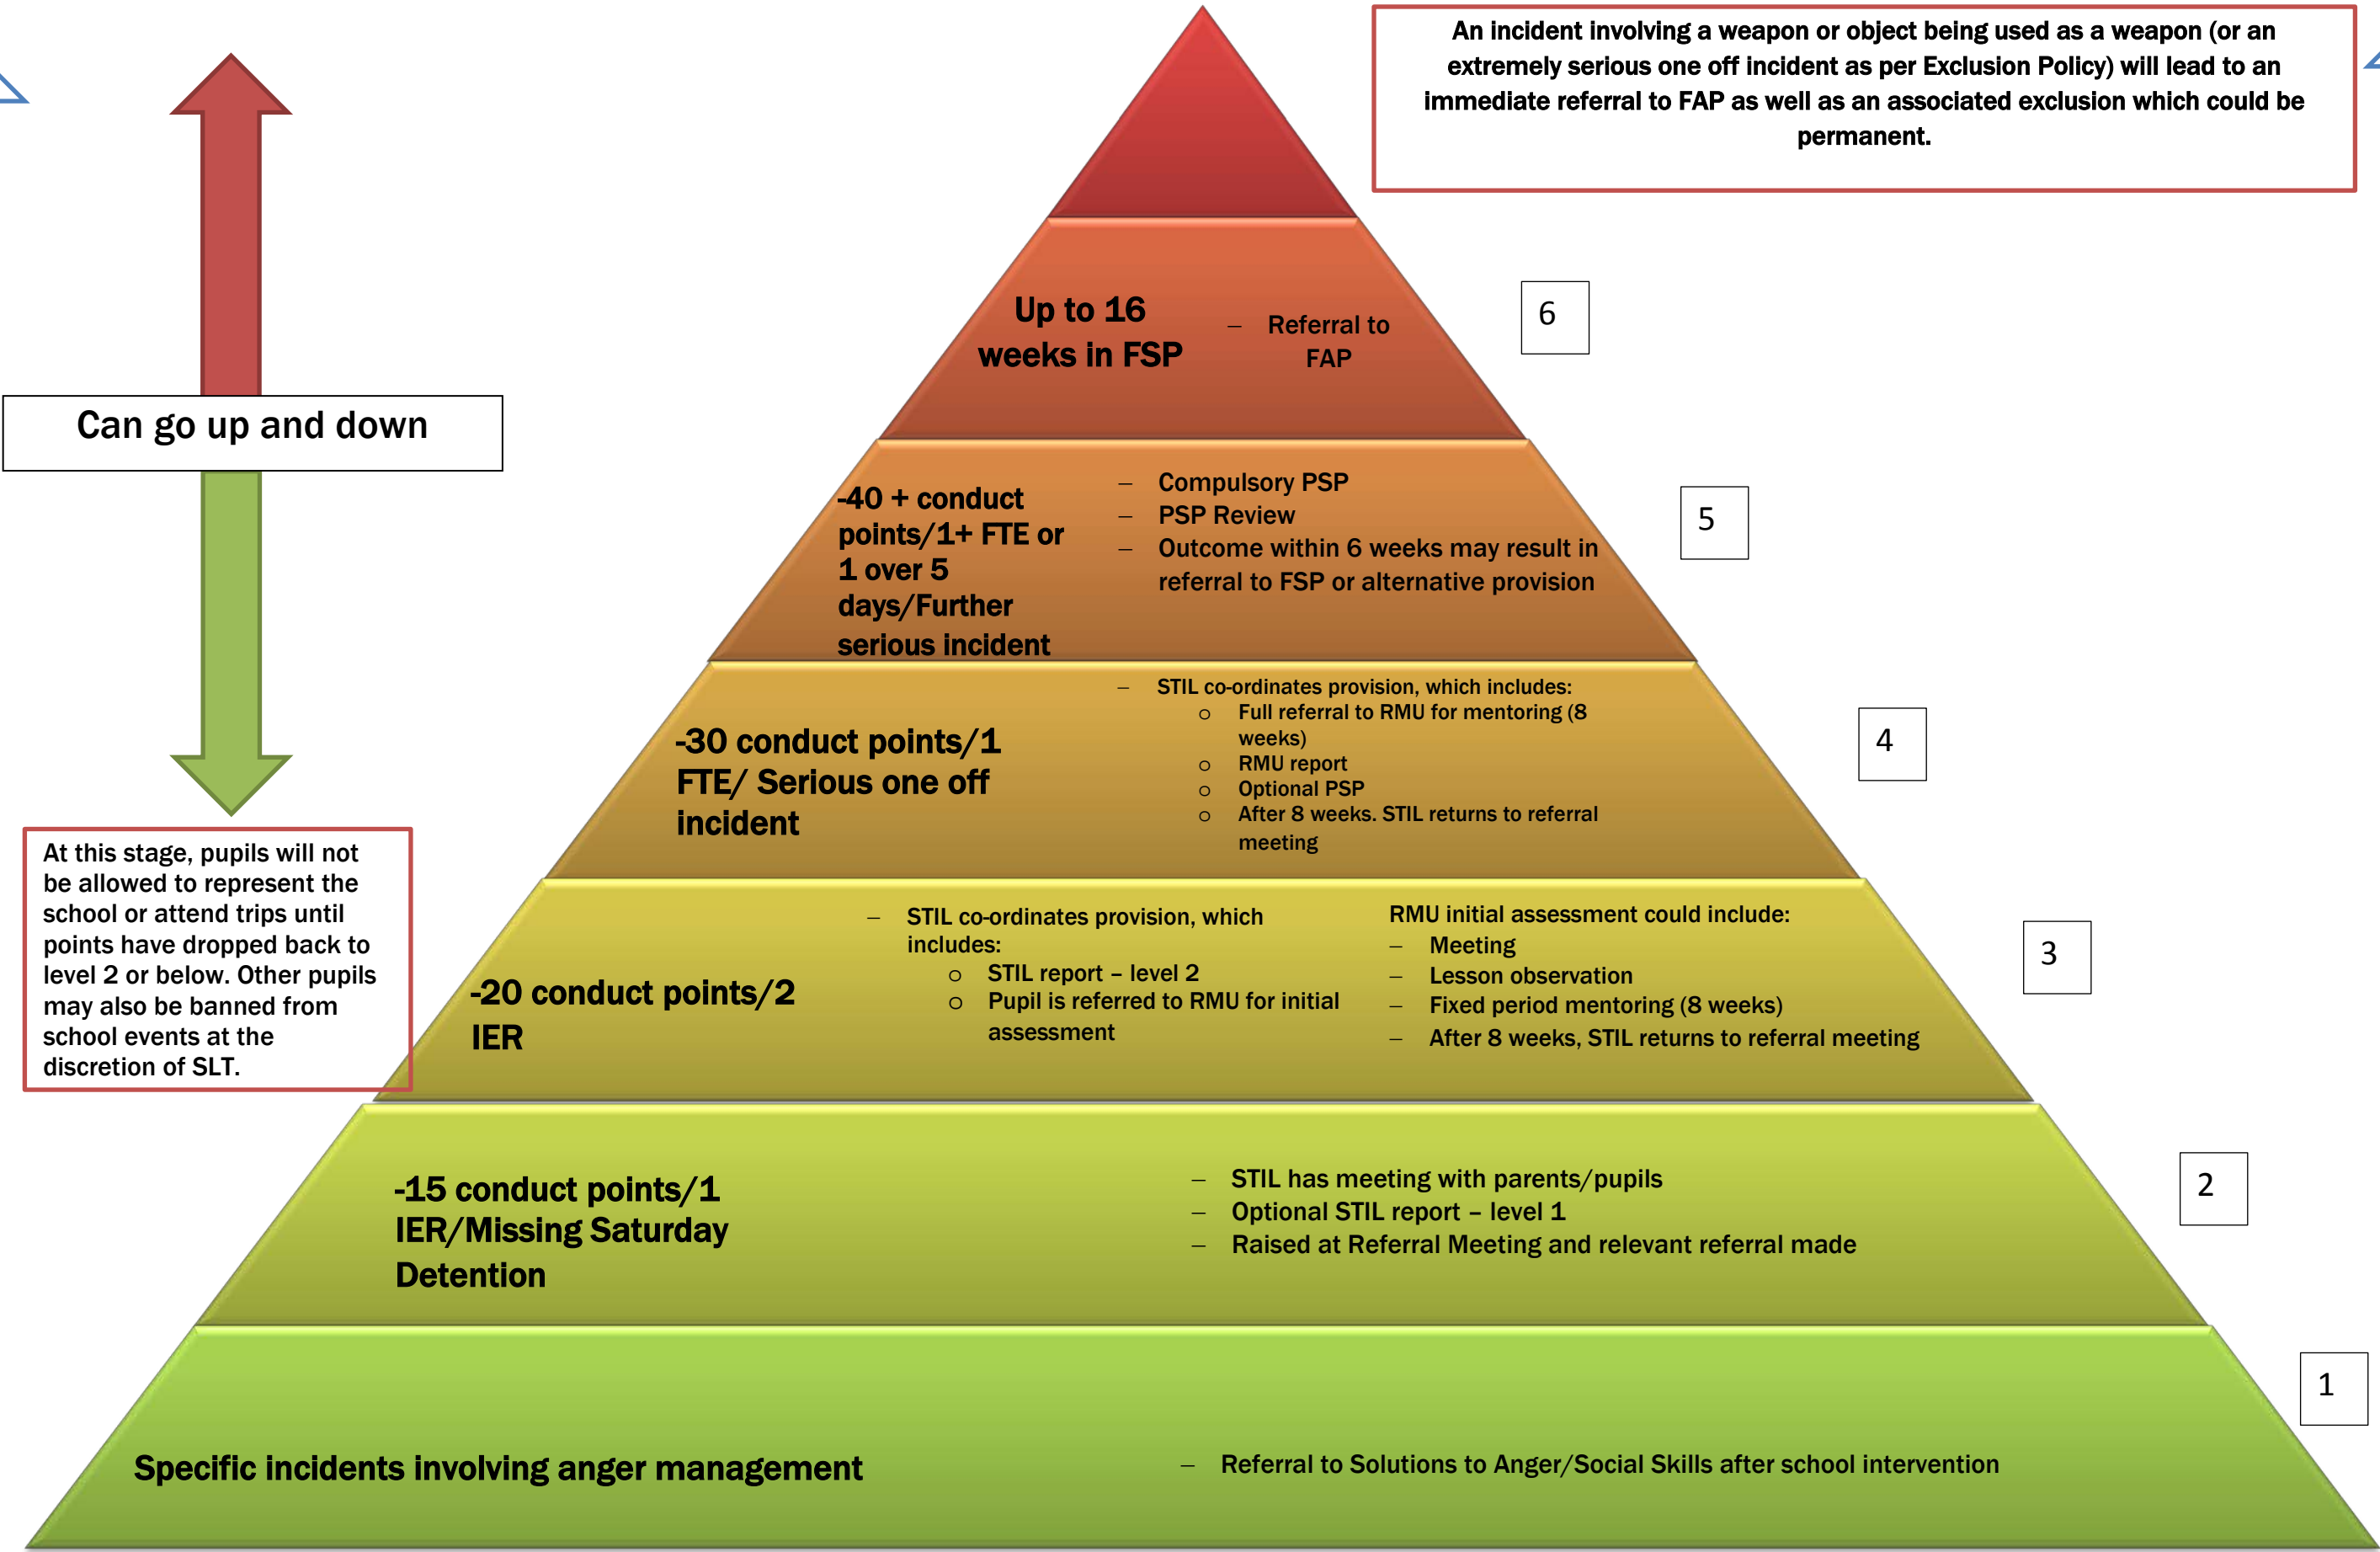 An incident involving a weapon or object being used as a weapon (or an
extremely serious one off incident as per Exclusion Policy) will lead to an
immediate referral to FAP as well as an associated exclusion which could be
permanent.
Can go up and down
Up to 16
weeks in FSP
– Referral to
FAP
6
-40 + conduct
points/1+ FTE or
1 over 5
days/Further
serious incident
– Compulsory PSP
– PSP Review
– Outcome within 6 weeks may result in
referral to FSP or alternative provision
5
-30 conduct points/1
FTE/ Serious one off
incident
– STIL co-ordinates provision, which includes:
o Full referral to RMU for mentoring (8
weeks)
o RMU report
o Optional PSP
o After 8 weeks. STIL returns to referral
meeting
4
At this stage, pupils will not
be allowed to represent the
school or attend trips until
points have dropped back to
level 2 or below. Other pupils
may also be banned from
school events at the
discretion of SLT.
-20 conduct points/2
IER
– STIL co-ordinates provision, which
includes:
o STIL report – level 2
o Pupil is referred to RMU for initial
assessment
RMU initial assessment could include:
– Meeting
– Lesson observation
– Fixed period mentoring (8 weeks)
– After 8 weeks, STIL returns to referral meeting
3
-15 conduct points/1
IER/Missing Saturday
Detention
– STIL has meeting with parents/pupils
– Optional STIL report – level 1
– Raised at Referral Meeting and relevant referral made
2
Specific incidents involving anger management
– Referral to Solutions to Anger/Social Skills after school intervention
1